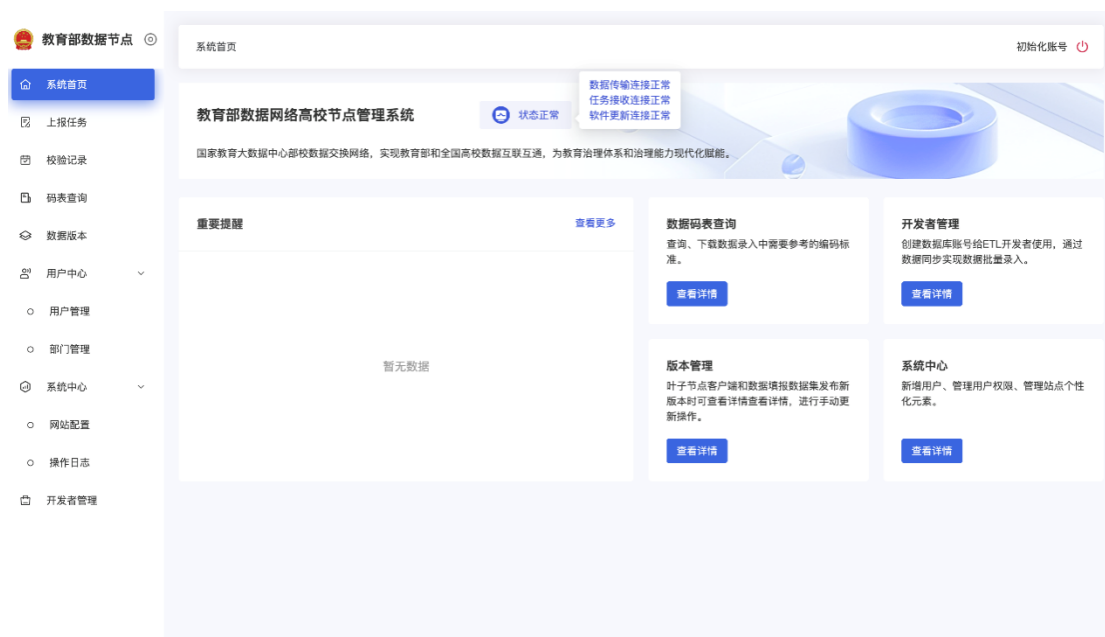 教育部数据节点
系统首页
上报任务
校验记录
码表查询
数据版本
用户中心
用户管理
部门管理
系统中心
网站配置
操作日志
开发者管理
系统首页
初始化账号
教育部数据网络高校节点管理系统
状态正常
数据传输连接正常
任务接收连接正常
软件更新连接正常
国家教育大数据中心部校数据交换网络，实现教育部和全国高校数据互联互通，为教育治理体系和治理能力现代化赋能。
重要提醒
查看更多
暂无数据
数据码表查询
查询、下载数据录入中需要参考的编码标
准。
查看详情
开发者管理
创建数据库账号给ETL开发者使用，通过
数据同步实现数据批量录入。
查看详情
版本管理
叶子节点客户端和数据填报数据集发布新
版本时可查看详情查看详情，进行手动更
新操作。
查看详情
系统中心
新增用户、管理用户权限、管理站点个性
化元素。
查看详情